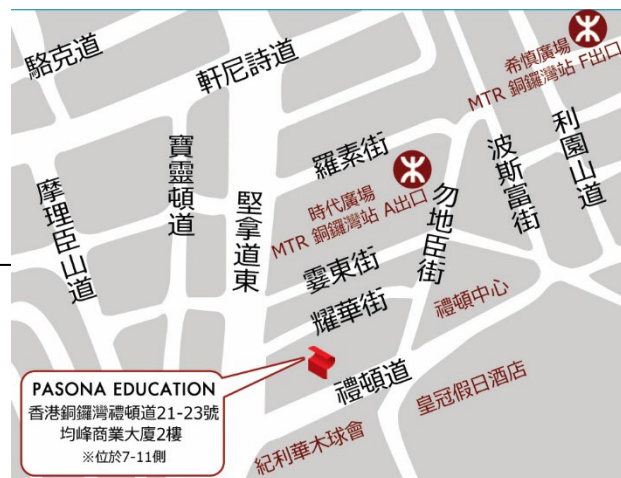 駱克道
軒尼詩道
希慎廣場
MTR 銅鑼灣站 F出口
利園山道
寶靈頓道
羅素街
波斯富街
摩理臣山道
堅拿道東
時代廣場
MTR 銅鑼灣站 A出口
勿地臣街
霎東街
耀華街
禮頓中心
禮頓道
皇冠假日酒店
紀利華木球會
PASONA EDUCATION
香港銅鑼灣禮頓道21-23號
均峰商業大廈2樓
※位於7-11側